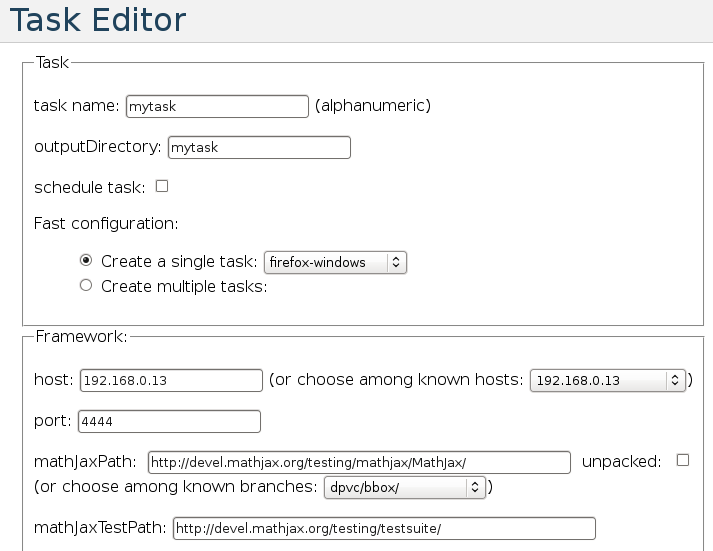 Task Editor
Task
task name: mytask (alphanumeric)
outputDirectory: mytask
schedule task:
Fast configuration:
Create a single task: firefox-windows
Create multiple tasks:
Framework:
host: 192.168.0.13 (or choose among known hosts: 192.168.0.13 )
port: 4444
mathJaxPath: http://devel.mathjax.org/testing/mathjax/MathJax/ unpacked:
(or choose among known branches: dpvc/bbox/ )
mathJaxTestPath: http://devel.mathjax.org/testing/testsuite/